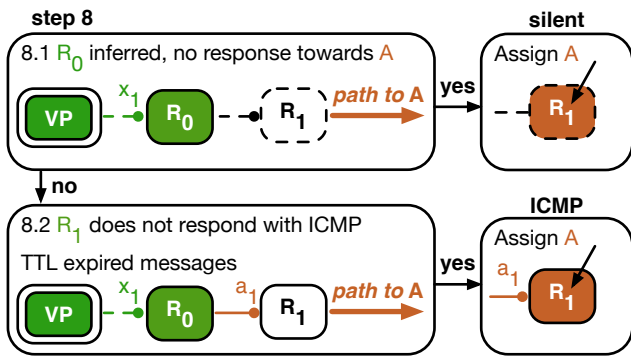 step 8
silent
8.1 R0 inferred, no response towards A
Assign A
VP
x1
R0
R1
path to A
yes
R1
no
ICMP
8.2 R1 does not respond with ICMP
TTL expired messages
Assign A
VP
x1
R0
a1
R1
path to A
yes
a1
R1